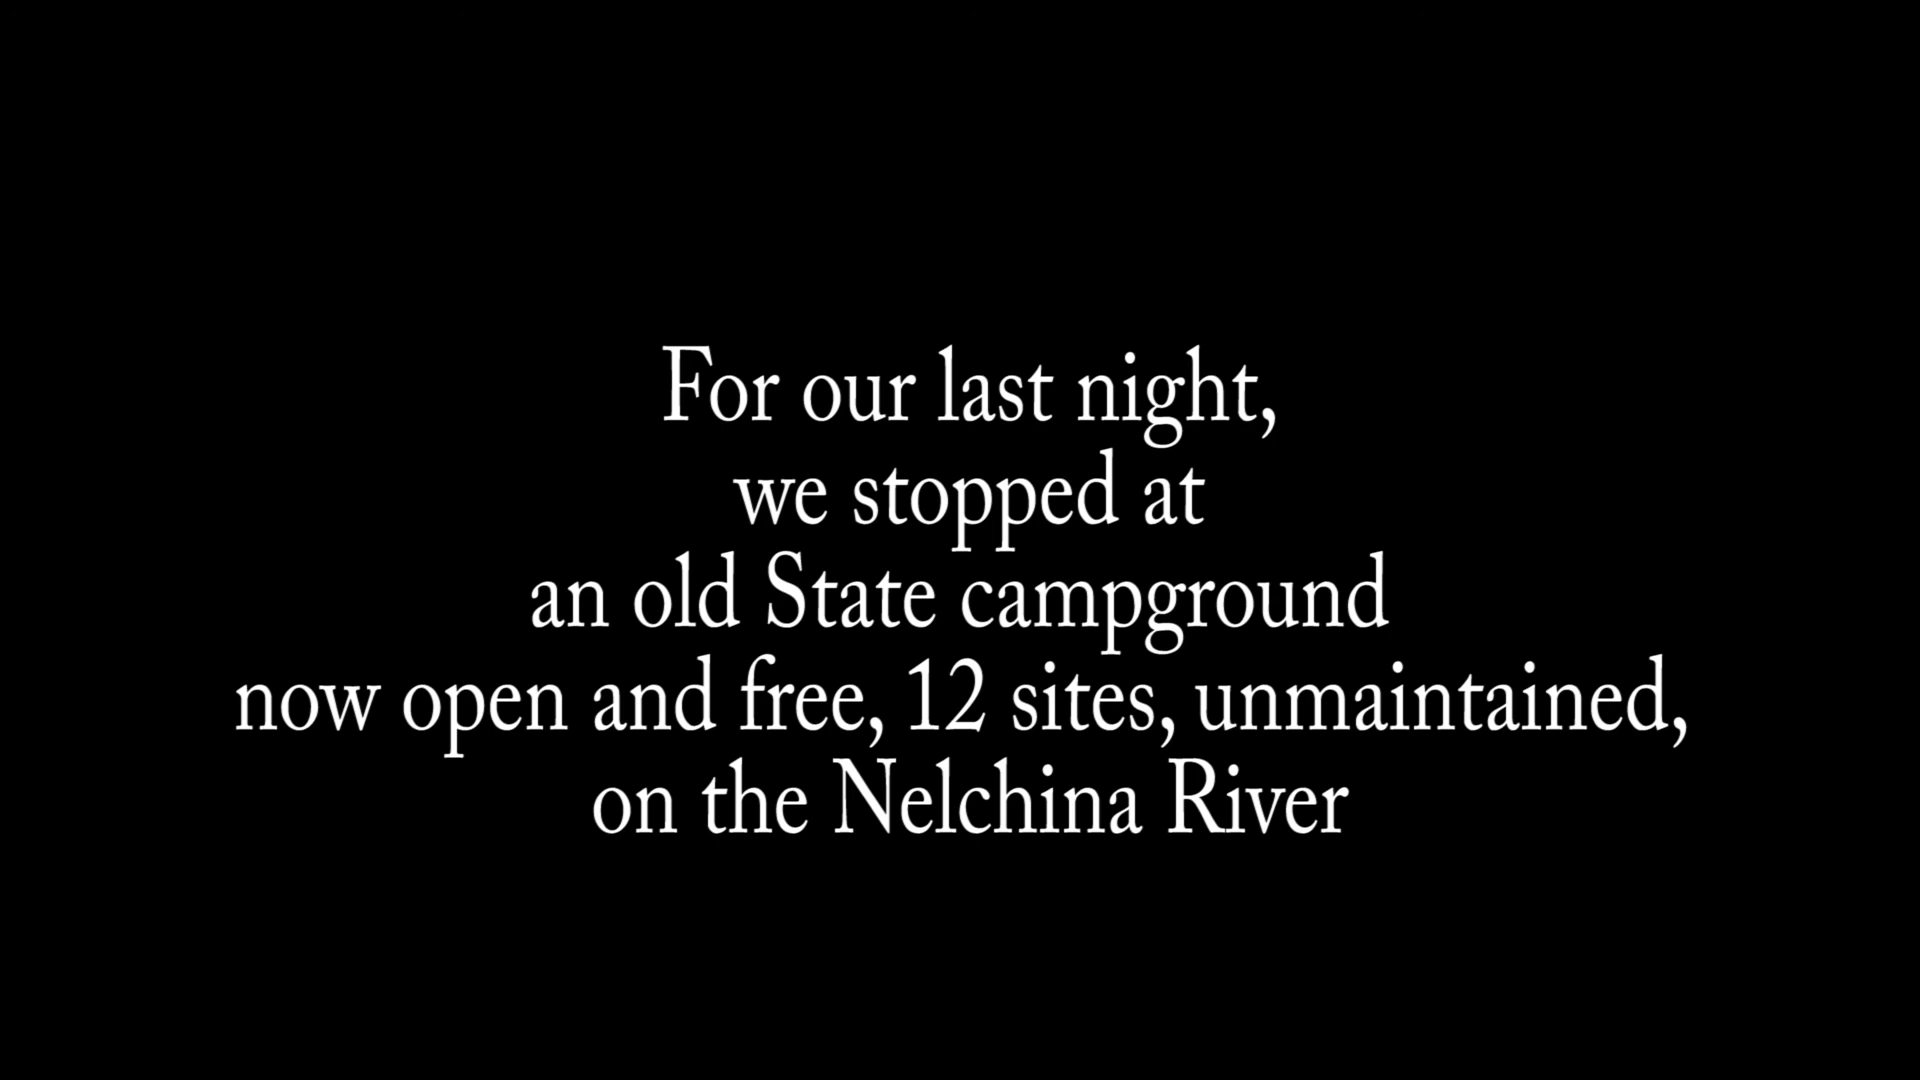 For our last night,
we stopped at
an old State campground
now open and free, 12 sites, unmaintained,
on the Nelchina River